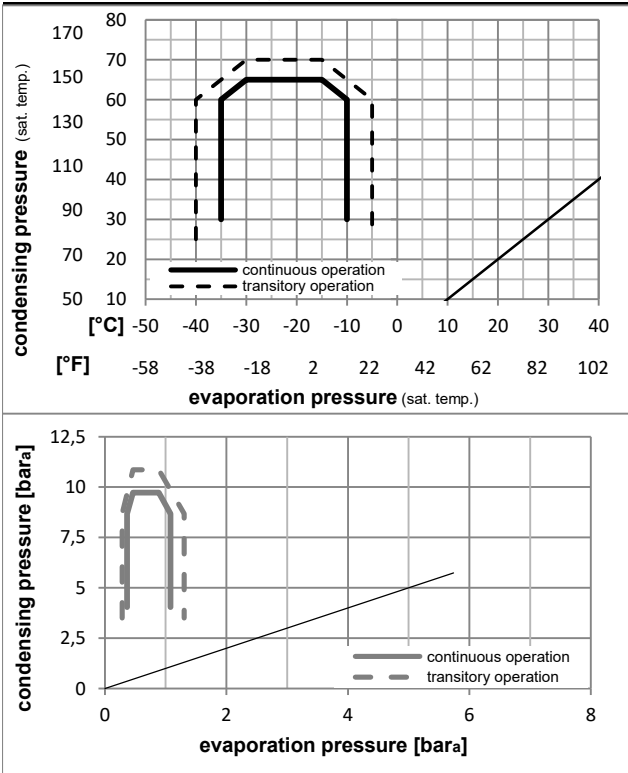 condensing pressure (sat. temp.)
170
150
130
110
90
70
50
80
70
60
50
40
30
20
10
continuous operation
transitory operation
[°C] -50 -40 -30 -20 -10 0 10 20 30 40
[°F] -58 -38 -18 2 22 42 62 82 102
evaporation pressure (sat. temp.)
condensing pressure [bara]
12,5
10
7,5
5
2,5
0
continuous operation
transitory operation
0 2 4 6 8
evaporation pressure [bara]